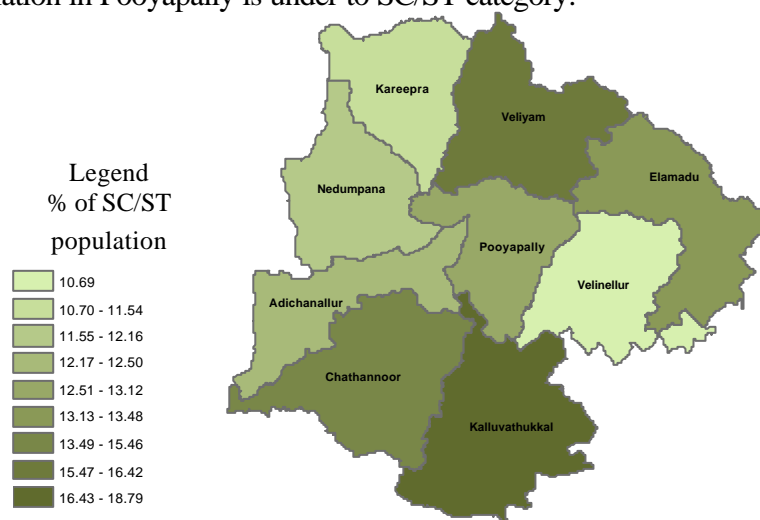 ation in Pooyapally is under to SC/ST category.
Kareepra
Veliyam
Elamadu
Nedumpana
Pooyapally
Velinellur
Adichanallur
Chathannoor
Kalluvathukkal
Legend
% of SC/ST
population
10.69
10.70 - 11.54
11.55 - 12.16
12.17 - 12.50
12.51 - 13.12
13.13 - 13.48
13.49 - 15.46
15.47 - 16.42
16.43 - 18.79